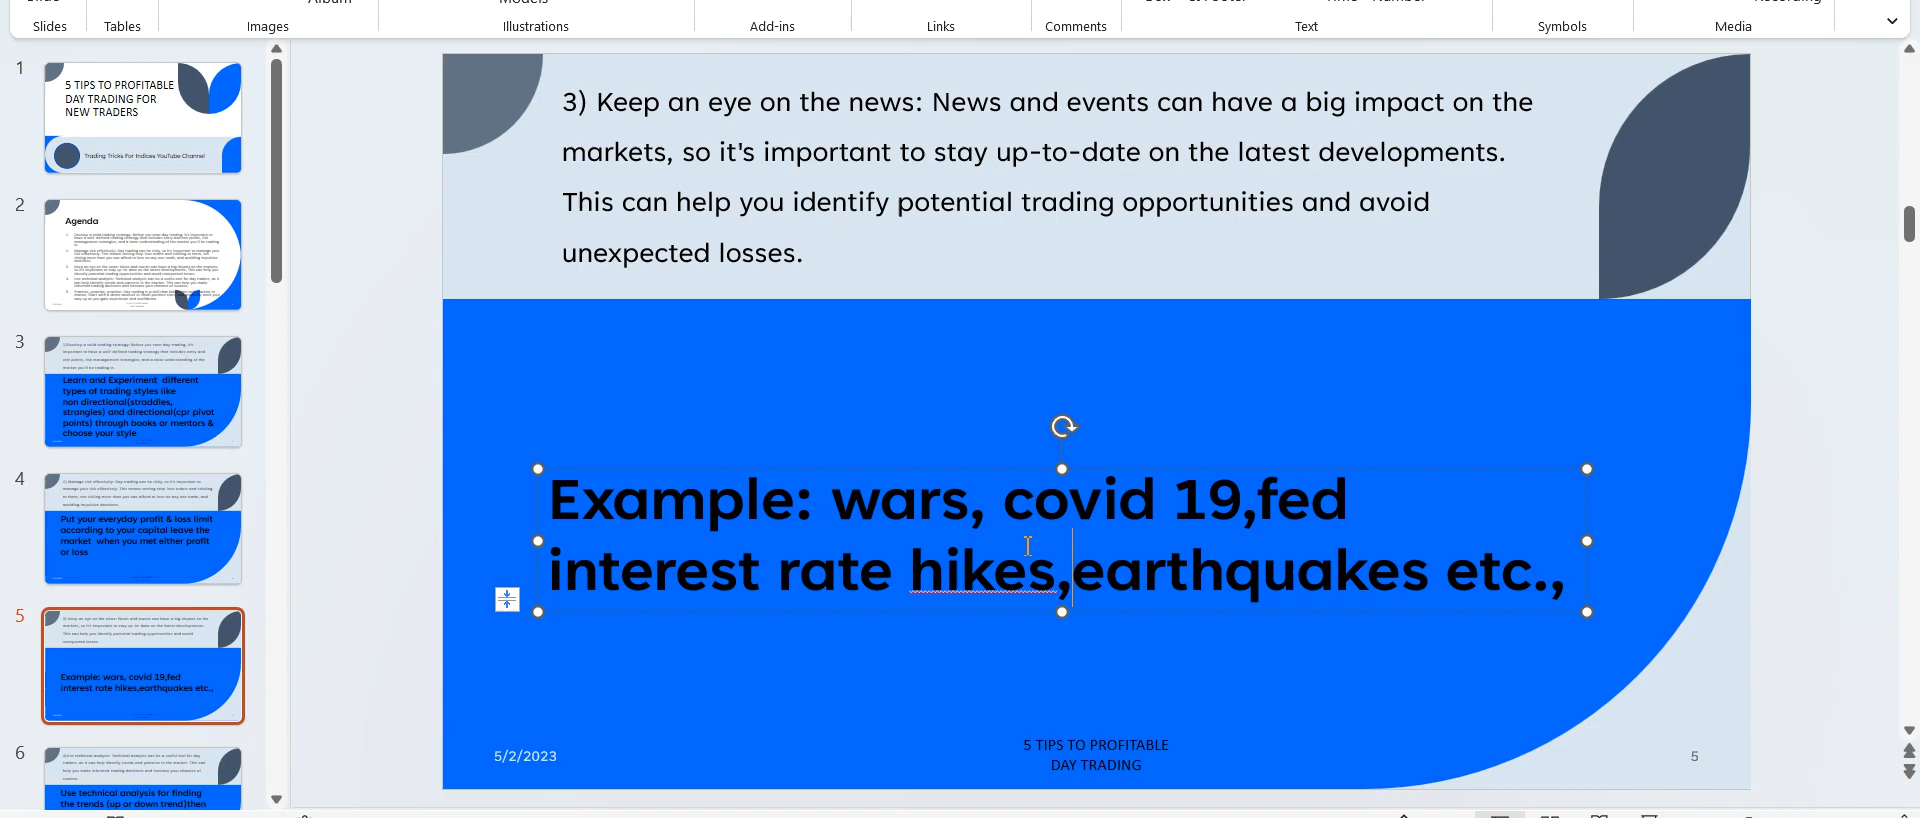 Slides
Tables
Images
Illustrations
Add-ins
Links
Comments
Text
Symbols
Media
1
5 TIPS TO PROFITABLE
DAY TRADING FOR
NEW TRADERS
Trading Tricks For Indices YouTube Channel
2
Agenda
3
Learn and Experiment different
types of trading styles like
non directional(straddles,
strangles) and directional(cpr pivot
points) through books or mentors &
choose your style
4
Put your everyday profit & loss limit
according to your capital leave the
market when you met either profit
or loss
5
Example: wars, covid 19,fed
interest rate hikes,earthquakes etc.,
6
Use technical analysis for finding
the trends (up or down trend)then
3) Keep an eye on the news: News and events can have a big impact on the
markets, so it's important to stay up-to-date on the latest developments.
This can help you identify potential trading opportunities and avoid
unexpected losses.
Example: wars, covid 19,fed
interest rate hikes,earthquakes etc.,
5/2/2023
5 TIPS TO PROFITABLE
DAY TRADING
5